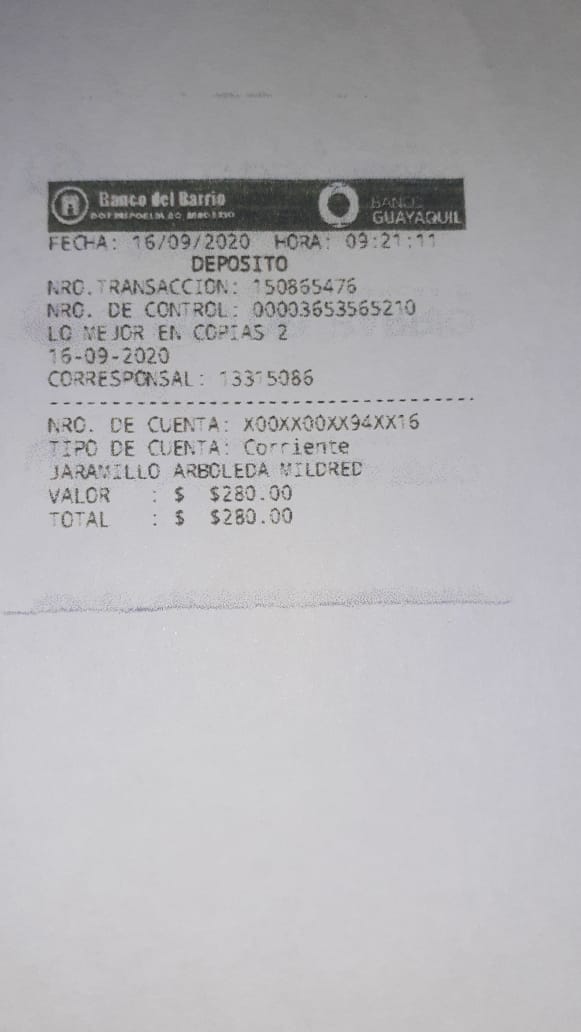 Banco del Barrio
BANCO
GUAYAQUIL
FECHA: 16/09/2020 HORA: 09:21:11
DEPOSITO
NRO.TRANSACCION: 150865476
NRO. DE CONTROL: 00003653565210
LO MEJOR EN COPIAS 2
16-09-2020
CORRESPONSAL: 13315086
NRO. DE CUENTA: X00XX00XX94XX16
TIPO DE CUENTA: Corriente
JARAMILLO ARBOLEDA MILDRED
VALOR : $ $280.00
TOTAL : $ $280.00